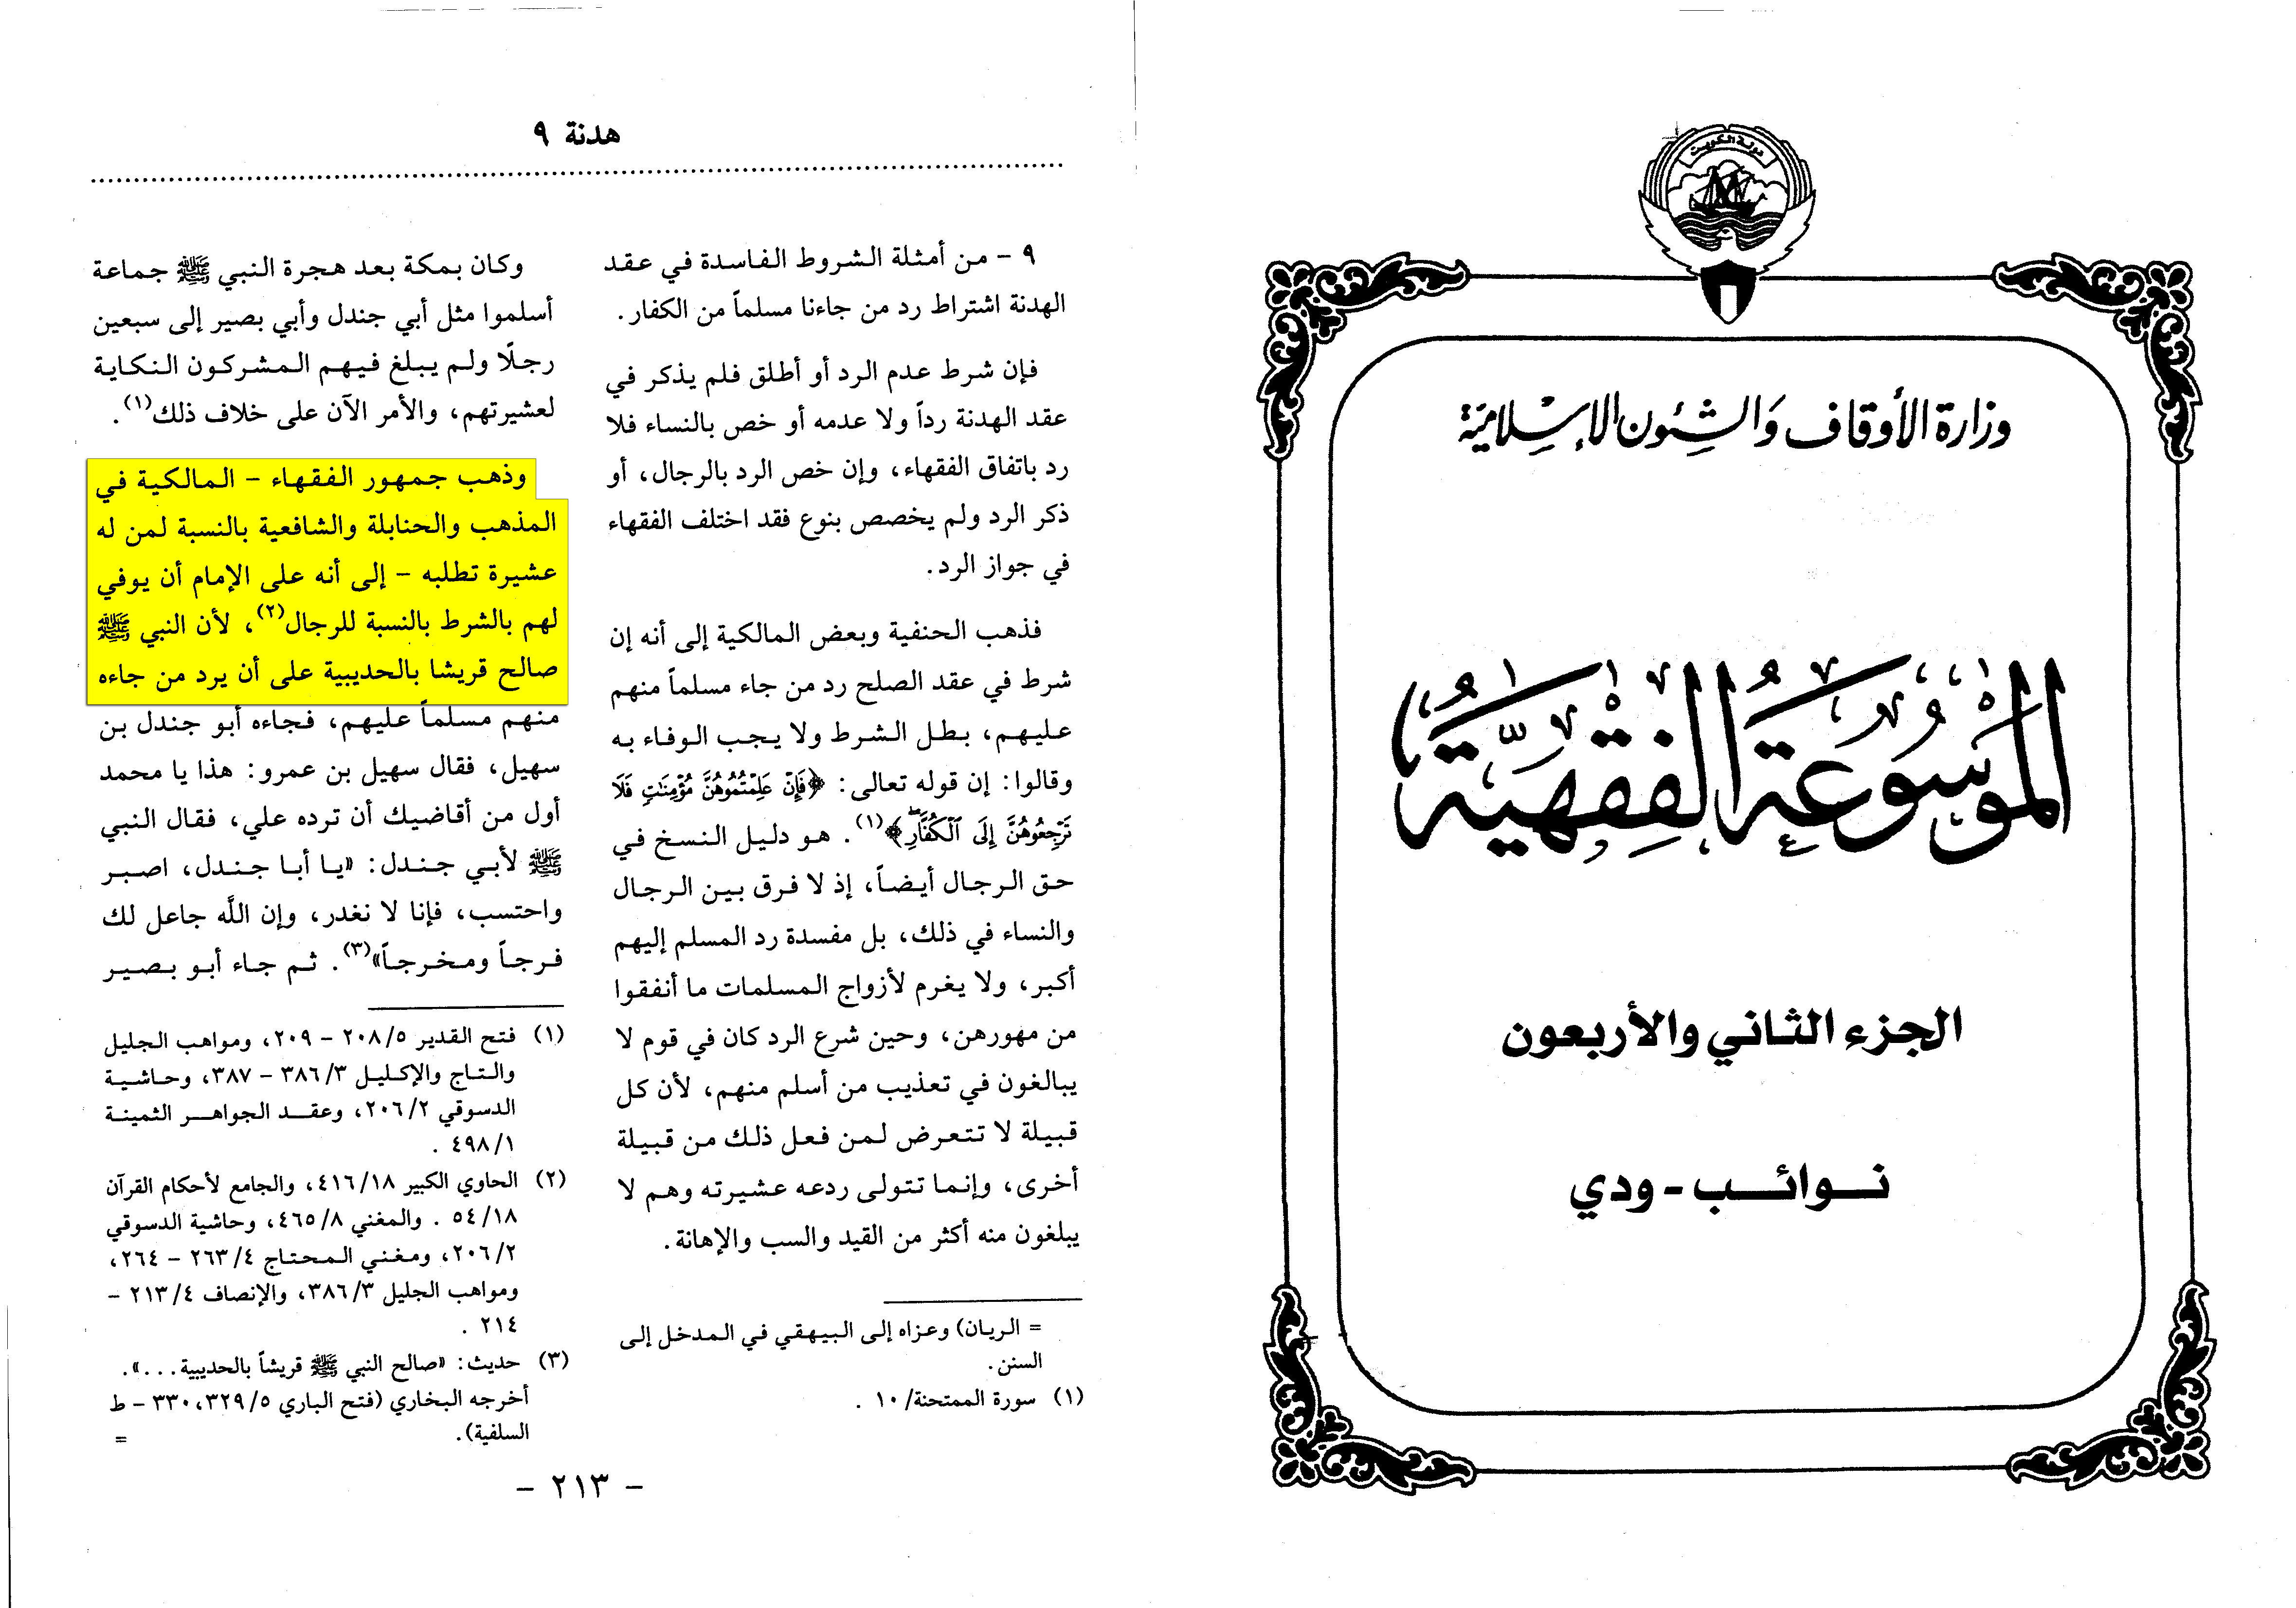 دولة الكويت
وزارة الأوقاف والشئون الإسلامية
الموسوعة الفقهية
الجزء الثاني والأربعون
نوائب - ودي
هدنة ٩
٩ - من أمثلة الشروط الفاسدة في عقد
الهدنة اشتراط رد من جاءنا مسلماً من الكفار.
فإن شرط عدم الرد أو أطلق فلم يذكر في
عقد الهدنة رداً ولا عدمه أو خص بالنساء فلا
رد باتفاق الفقهاء، وإن خص الرد بالرجال، أو
ذكر الرد ولم يخصص بنوع فقد اختلف الفقهاء
في جواز الرد.
فذهب الحنفية وبعض المالكية إلى أنه إن
شرط في عقد الصلح رد من جاء مسلماً منهم
عليهم، بطل الشرط ولا يجب الوفاء به
وقالوا: إن قوله تعالى: ﴿فَإِنْ عَلِمْتُمُوهُنَّ مُؤْمِنَٰتٍ فَلَا
تَرْجِعُوهُنَّ إِلَى ٱلْكُفَّارِ﴾(١). هو دليل النسخ في
حق الرجال أيضاً، إذ لا فرق بين الرجال
والنساء في ذلك، بل مفسدة رد المسلم إليهم
أكبر، ولا يغرم لأزواج المسلمات ما أنفقوا
من مهورهن، وحين شرع الرد كان في قوم لا
يبالغون في تعذيب من أسلم منهم، لأن كل
قبيلة لا تتعرض لمن فعل ذلك من قبيلة
أخرى، وإنما تتولى ردعه عشيرته وهم لا
يبلغون منه أكثر من القيد والسب والإهانة.
= الريان) وعزاه إلى البيهقي في المدخل إلى
السنن.
(١) سورة الممتحنة/ ١٠ .
وكان بمكة بعد هجرة النبي ﷺ جماعة
أسلموا مثل أبي جندل وأبي بصير إلى سبعين
رجلًا ولم يبلغ فيهم المشركون النكاية
لعشيرتهم، والأمر الآن على خلاف ذلك(١).
وذهب جمهور الفقهاء - المالكية في
المذهب والحنابلة والشافعية بالنسبة لمن له
عشيرة تطلبه - إلى أنه على الإمام أن يوفي
لهم بالشرط بالنسبة للرجال(٢)، لأن النبي ﷺ
صالح قريشا بالحديبية على أن يرد من جاءه
منهم مسلماً عليهم، فجاءه أبو جندل بن
سهيل، فقال سهيل بن عمرو: هذا يا محمد
أول من أقاضيك أن ترده علي، فقال النبي
ﷺ لأبي جندل: «يا أبا جندل، اصبر
واحتسب، فإنا لا نغدر، وإن اللَّه جاعل لك
فرجاً ومخرجاً»(٣). ثم جاء أبو بصير
(١) فتح القدير ٢٠٨/٥ - ٢٠٩، ومواهب الجليل
والتاج والإكليل ٣٨٦/٣ - ٣٨٧، وحاشية
الدسوقي ٢٠٦/٢، وعقد الجواهر الثمينة
٤٩٨/١ .
(٢) الحاوي الكبير ٤١٦/١٨، والجامع لأحكام القرآن
٥٤/١٨ . والمغني ٤٦٥/٨، وحاشية الدسوقي
٢٠٦/٢، ومغني المحتاج ٢٦٣/٤ - ٢٦٤،
ومواهب الجليل ٣٨٦/٣، والإنصاف ٢١٣/٤ -
٢١٤ .
(٣) حديث: «صالح النبي ﷺ قريشاً بالحديبية...».
أخرجه البخاري (فتح الباري ٣٢٩/٥، ٣٣٠ - ط
السلفية).
=
- ٢١٣ -